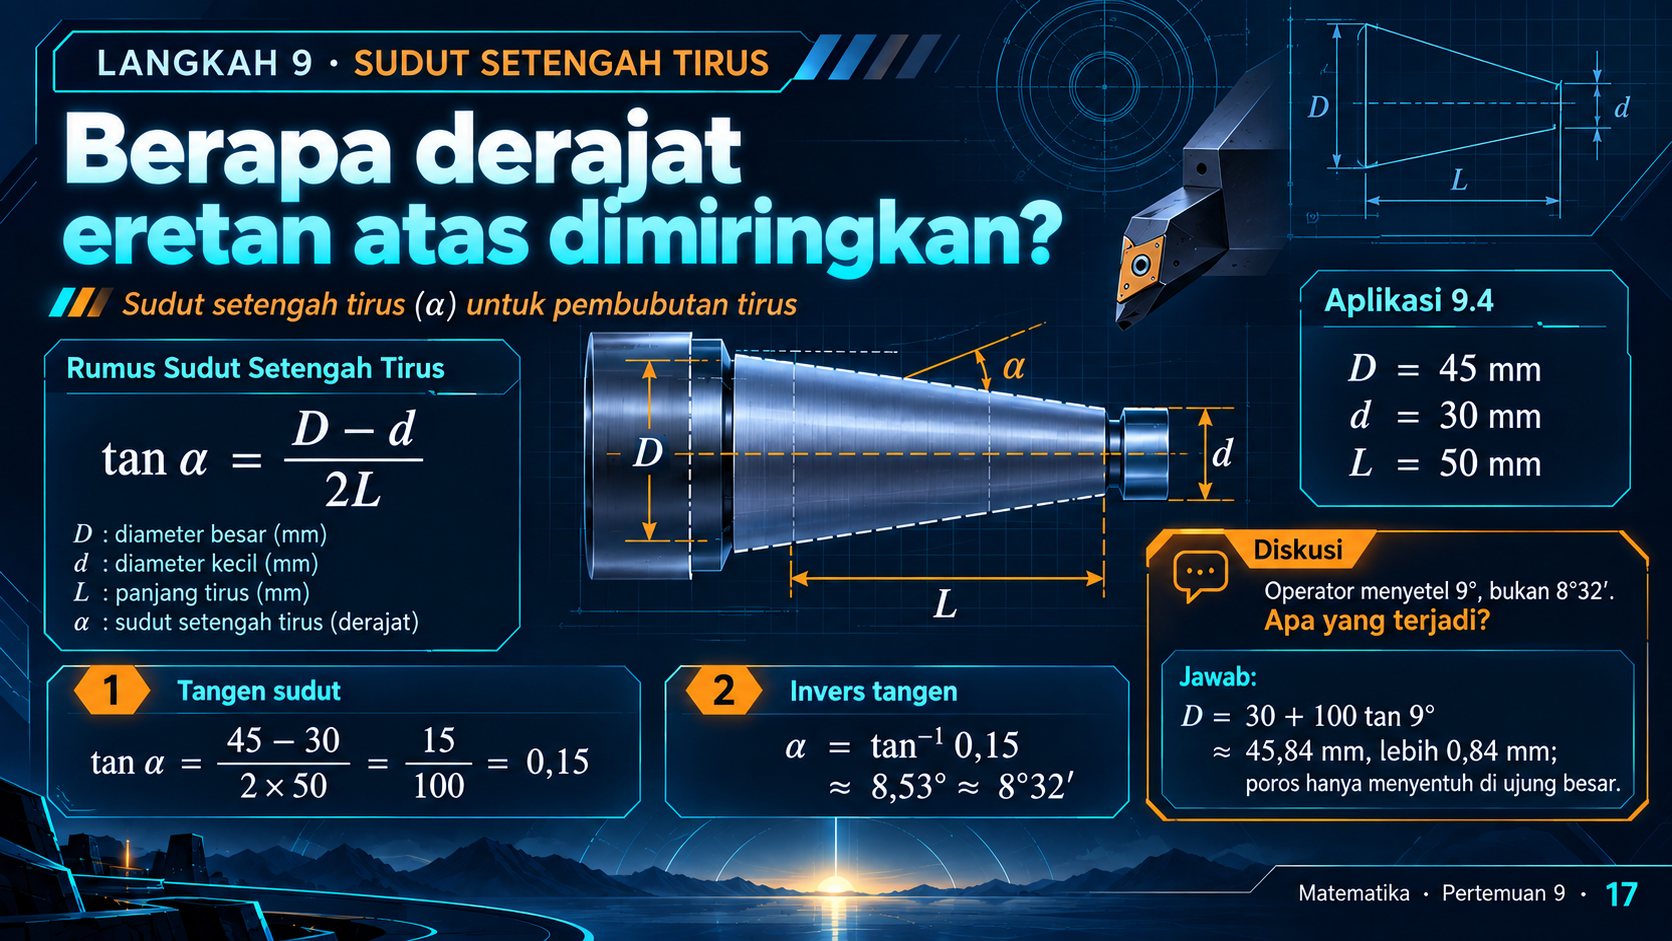 LANGKAH 9 · SUDUT SETENGAH TIRUS
Berapa derajat
eretan atas dimiringkan?
Sudut setengah tirus (α) untuk pembubutan tirus
D
d
L
Rumus Sudut Setengah Tirus
tan α = (D − d) / 2L
D : diameter besar (mm)
d : diameter kecil (mm)
L : panjang tirus (mm)
α : sudut setengah tirus (derajat)
α
D
d
L
Aplikasi 9.4
D = 45 mm
d = 30 mm
L = 50 mm
1 Tangen sudut
tan α = (45 − 30) / (2 × 50) = 15 / 100 = 0,15
2 Invers tangen
α = tan⁻¹ 0,15
≈ 8,53° ≈ 8°32′
Diskusi
Operator menyetel 9°, bukan 8°32′.
Apa yang terjadi?
Jawab:
D = 30 + 100 tan 9°
≈ 45,84 mm, lebih 0,84 mm;
poros hanya menyentuh di ujung besar.
Matematika · Pertemuan 9 · 17